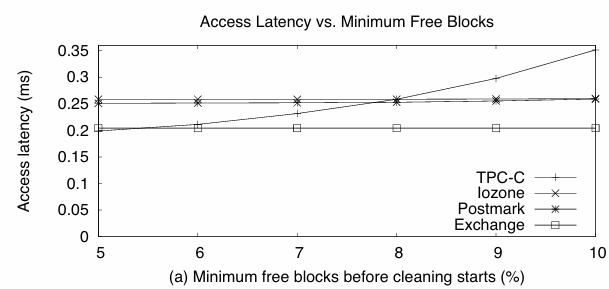 Access Latency vs. Minimum Free Blocks
Access latency (ms)
0.35
0.3
0.25
0.2
0.15
0.1
0.05
0
TPC-C
Iozone
Postmark
Exchange
5 6 7 8 9 10
(a) Minimum free blocks before cleaning starts (%)